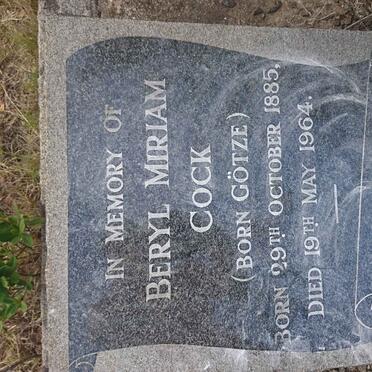 IN MEMORY OF
BERYL MIRIAM
COCK
(BORN GÖTZE)
BORN 29TH OCTOBER 1885,
DIED 19TH MAY 1964.